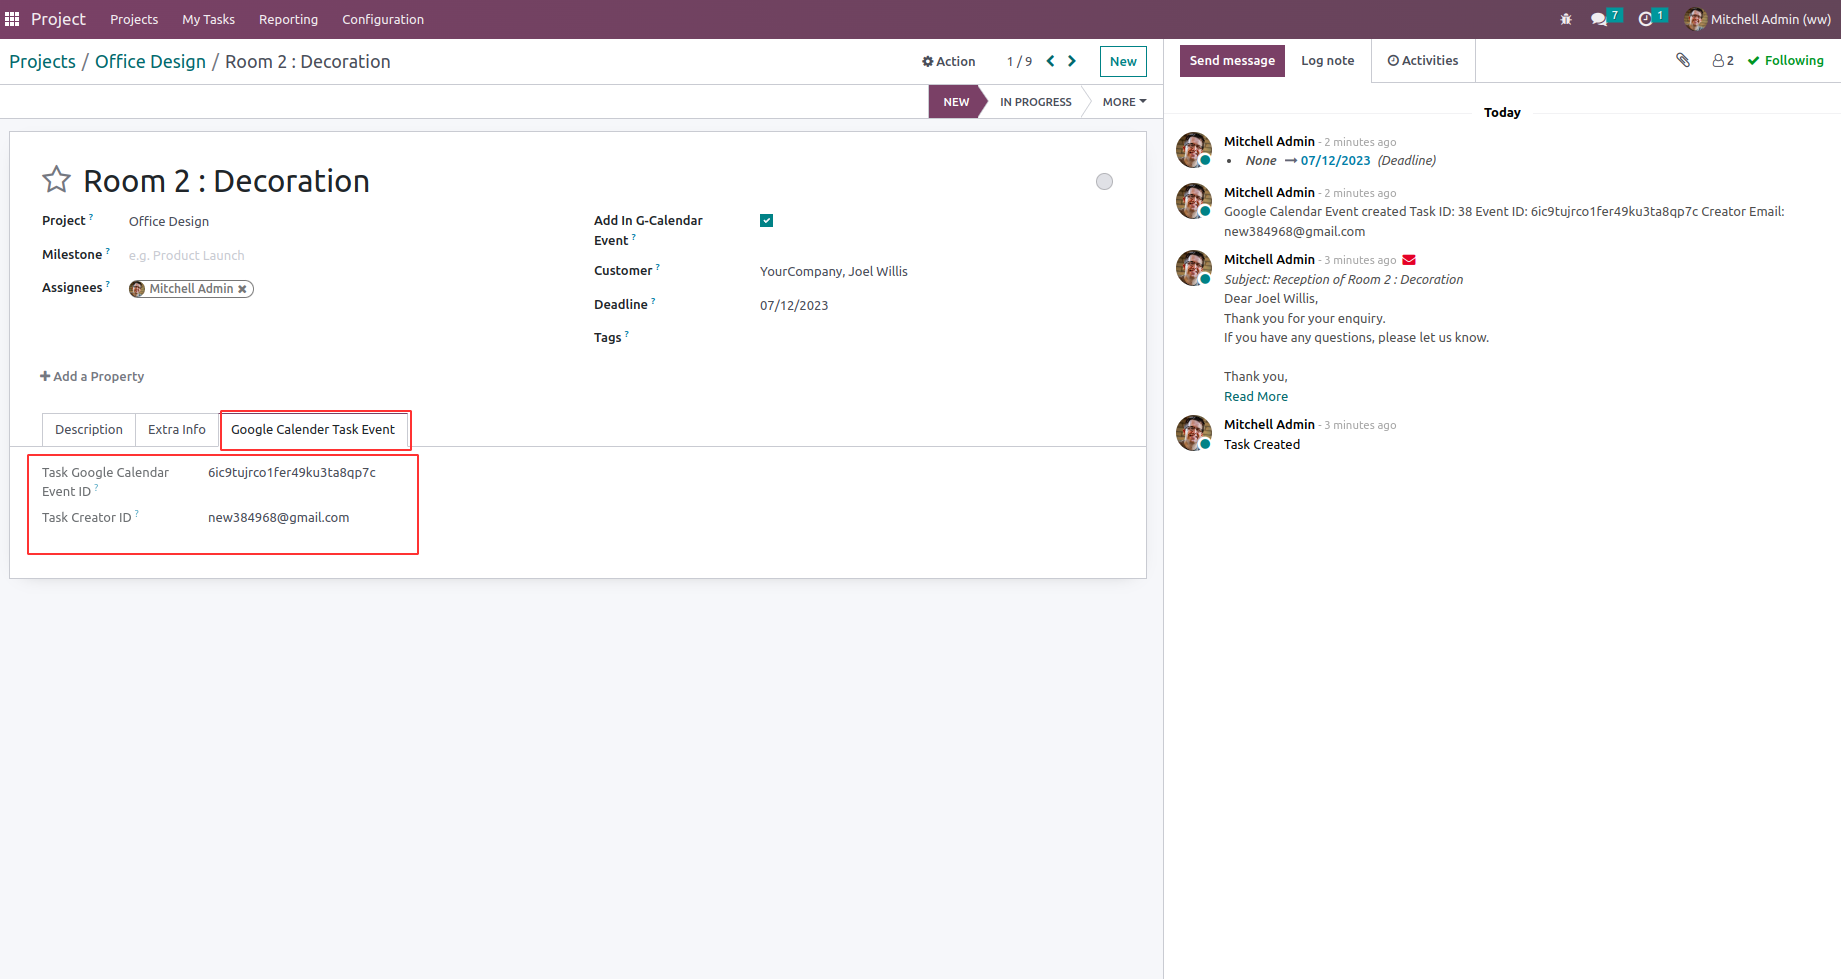 Project Projects My Tasks Reporting Configuration 7 1 Mitchell Admin (ww)
Projects / Office Design / Room 2 : Decoration Action 1 / 9 New
NEW IN PROGRESS MORE
Room 2 : Decoration
Project ? Office Design
Milestone ? e.g. Product Launch
Assignees ? Mitchell Admin ×
Add In G-Calendar
Event ?
Customer ? YourCompany, Joel Willis
Deadline ? 07/12/2023
Tags ?
+ Add a Property
Description Extra Info Google Calender Task Event
Task Google Calendar 6ic9tujrco1fer49ku3ta8qp7c
Event ID ?
Task Creator ID ? new384968@gmail.com
Send message Log note Activities 2 Following
Today
Mitchell Admin - 2 minutes ago
• None → 07/12/2023 (Deadline)
Mitchell Admin - 2 minutes ago
Google Calendar Event created Task ID: 38 Event ID: 6ic9tujrco1fer49ku3ta8qp7c Creator Email:
new384968@gmail.com
Mitchell Admin - 3 minutes ago
Subject: Reception of Room 2 : Decoration
Dear Joel Willis,
Thank you for your enquiry.
If you have any questions, please let us know.
Thank you,
Read More
Mitchell Admin - 3 minutes ago
Task Created